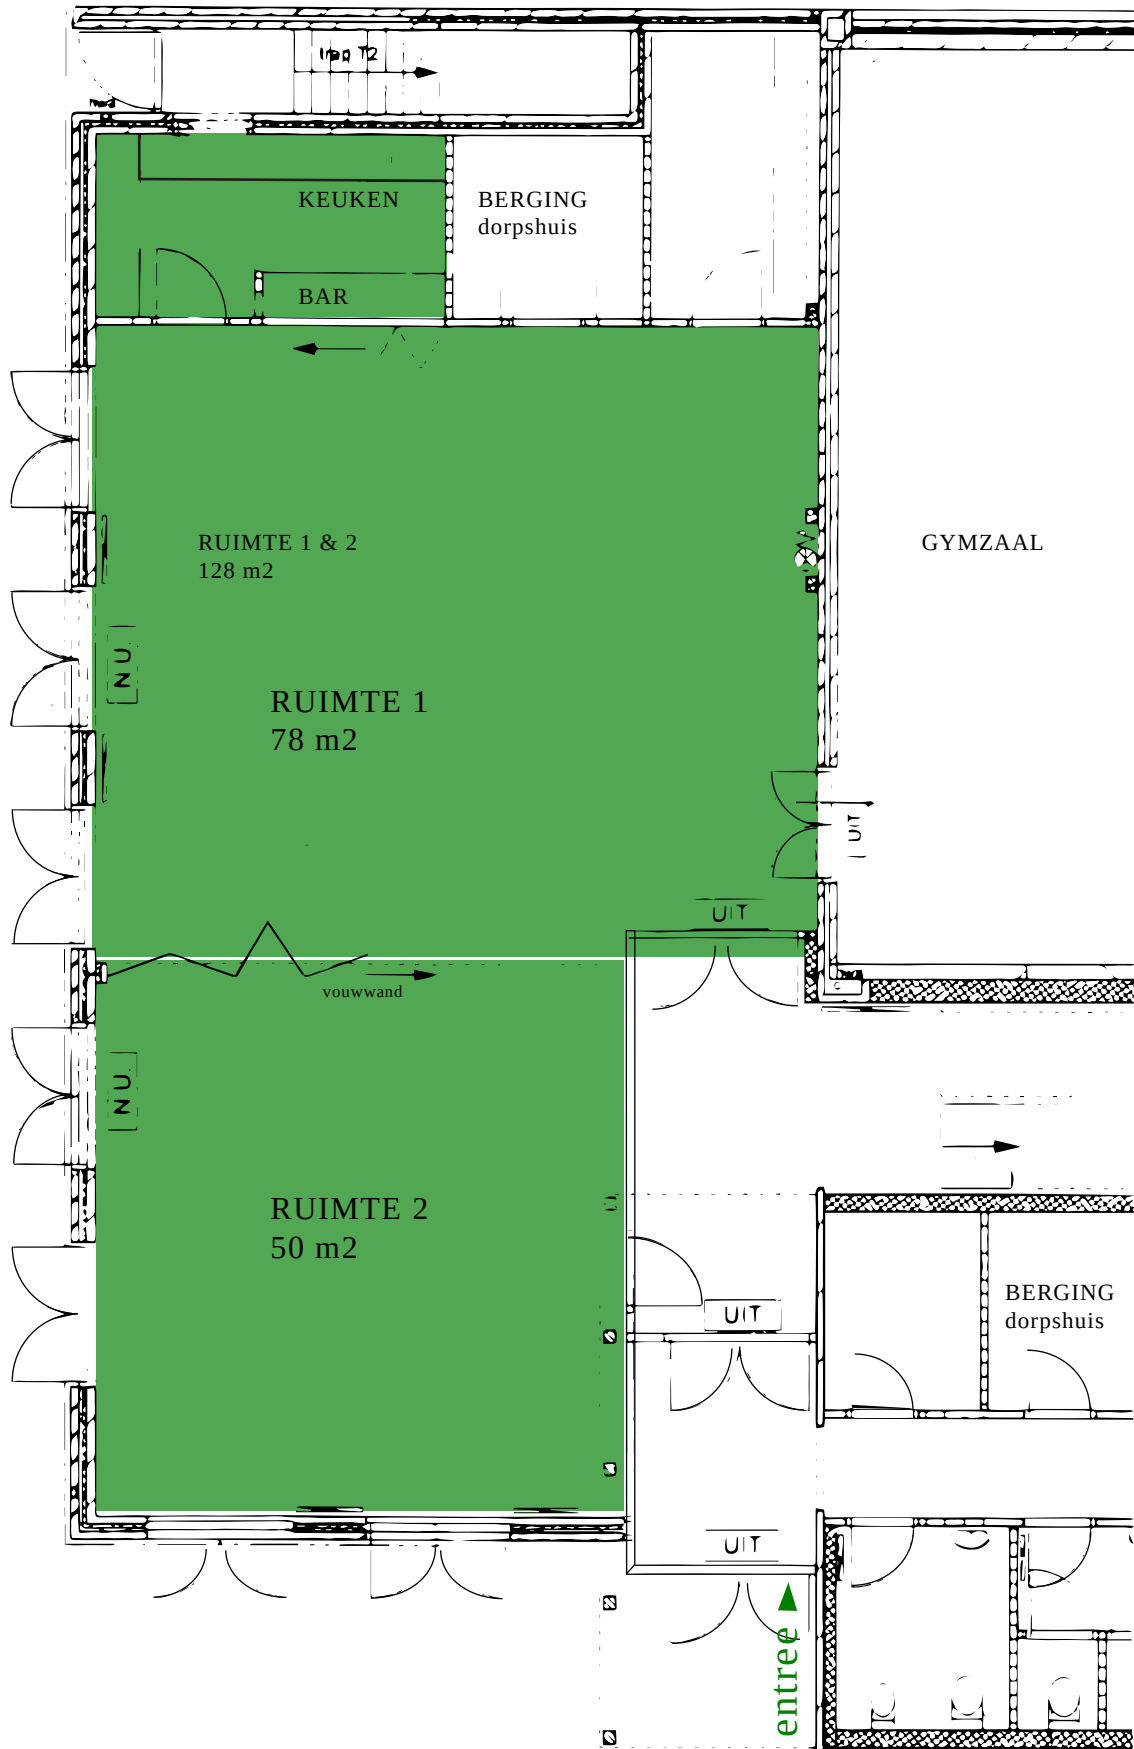 Trap T2
KEUKEN
BERGING
dorpshuis
BAR
RUIMTE 1 & 2
128 m2
GYMZAAL
NU
RUIMTE 1
78 m2
UIT
UIT
vouwwand
NU
RUIMTE 2
50 m2
UIT
BERGING
dorpshuis
UIT
entree